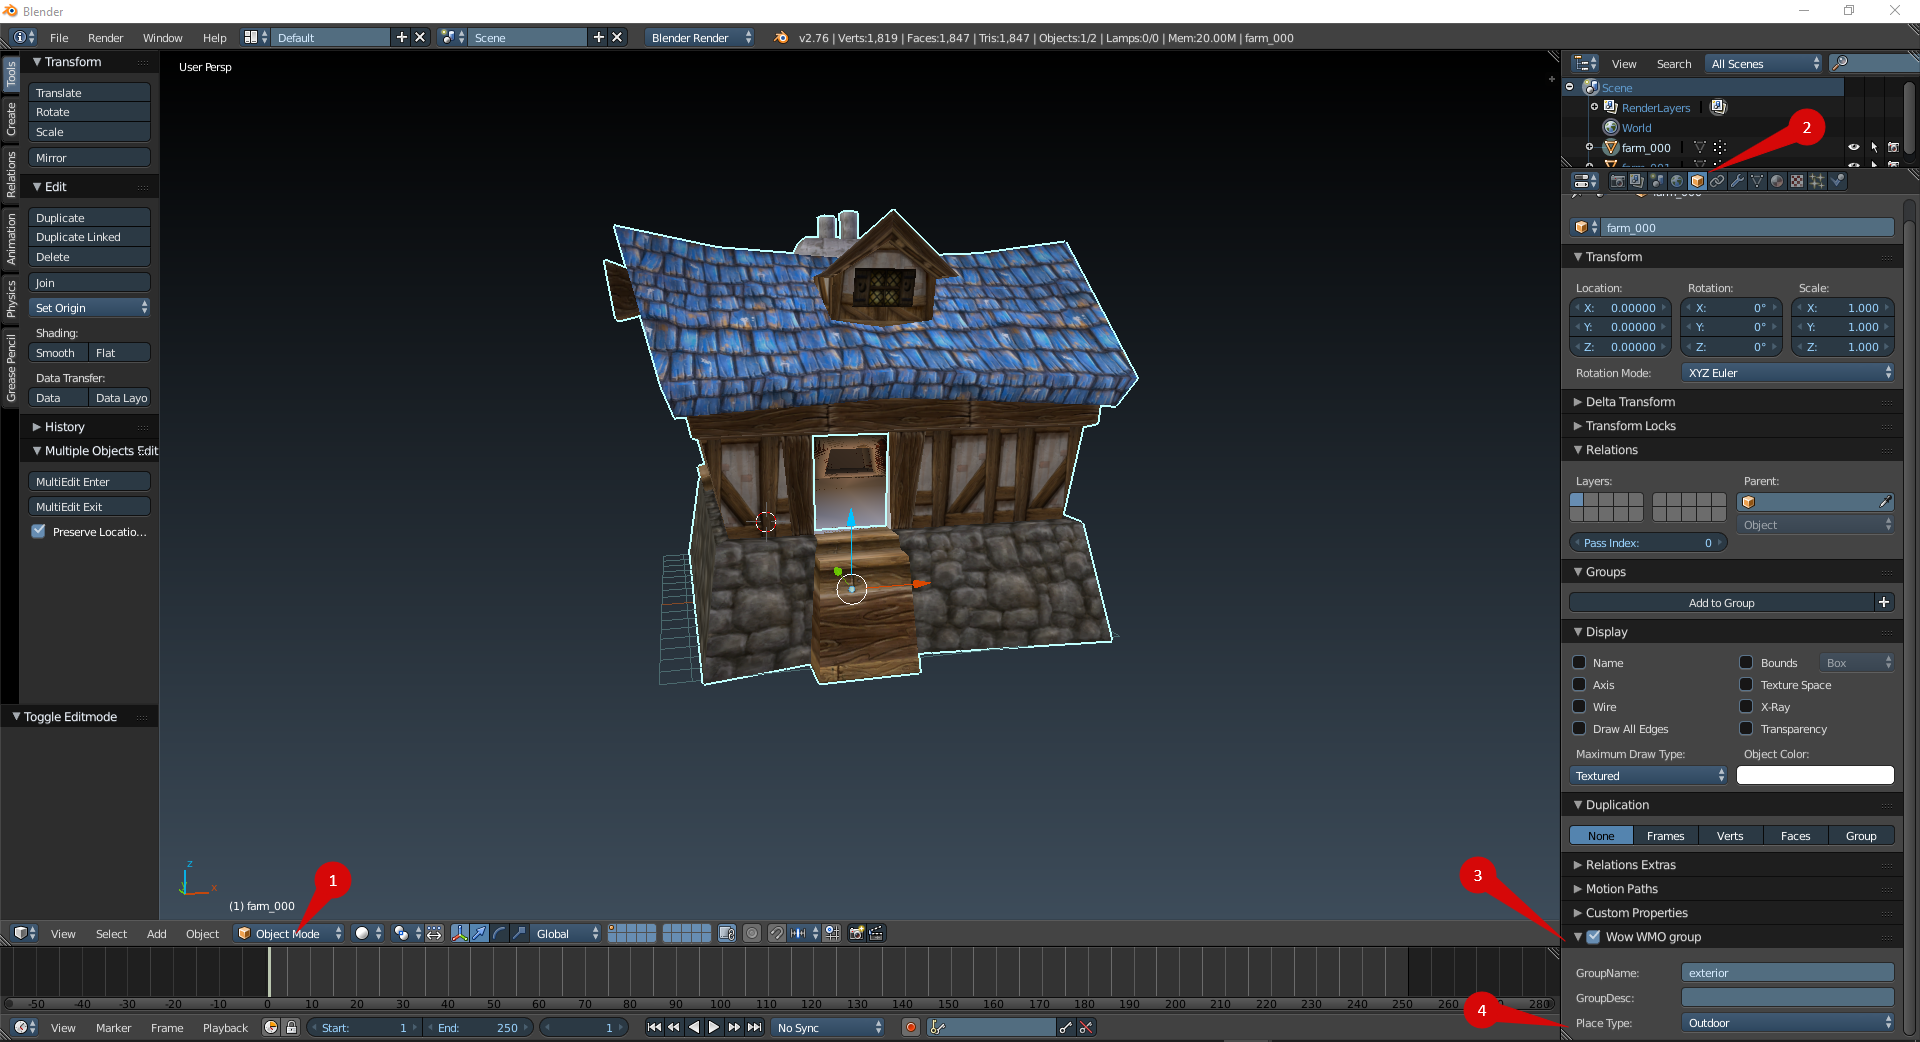 Blender
File Render Window Help Default Scene Blender Render v2.76 | Verts:1,819 | Faces:1,847 | Tris:1,847 | Objects:1/2 | Lamps:0/0 | Mem:20.00M | farm_000
Tools
Create
Relations
Animation
Physics
Grease Pencil
Transform
Translate
Rotate
Scale
Mirror
Edit
Duplicate
Duplicate Linked
Delete
Join
Set Origin
Shading:
Smooth Flat
Data Transfer:
Data Data Layo
History
Multiple Objects Edit
MultiEdit Enter
MultiEdit Exit
Preserve Locatio...
Toggle Editmode
User Persp
z
x
y
(1) farm_000
1
View Select Add Object Object Mode Global
-50 -40 -30 -20 -10 0 10 20 30 40 50 60 70 80 90 100 110 120 130 140 150 160 170 180 190 200 210 220 230 240 250 260 280
View Marker Frame Playback Start: 1 End: 250 1 No Sync
View Search All Scenes
Scene
RenderLayers |
World
farm_000 |
2
farm_000
farm_000
Transform
Location: Rotation: Scale:
X: 0.00000 X: 0° X: 1.000
Y: 0.00000 Y: 0° Y: 1.000
Z: 0.00000 Z: 0° Z: 1.000
Rotation Mode: XYZ Euler
Delta Transform
Transform Locks
Relations
Layers: Parent:
Object
Pass Index: 0
Groups
Add to Group
Display
Name Bounds Box
Axis Texture Space
Wire X-Ray
Draw All Edges Transparency
Maximum Draw Type: Object Color:
Textured
Duplication
None Frames Verts Faces Group
Relations Extras
Motion Paths
Custom Properties
3
Wow WMO group
GroupName: exterior
GroupDesc:
4
Place Type: Outdoor